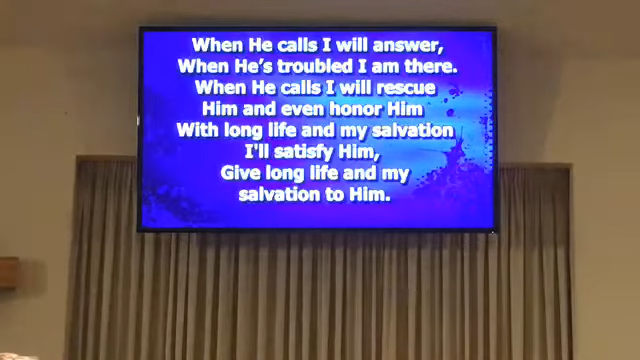 When He calls I will answer,
When He's troubled I am there.
When He calls I will rescue
Him and even honor Him
With long life and my salvation
I'll satisfy Him,
Give long life and my
salvation to Him.